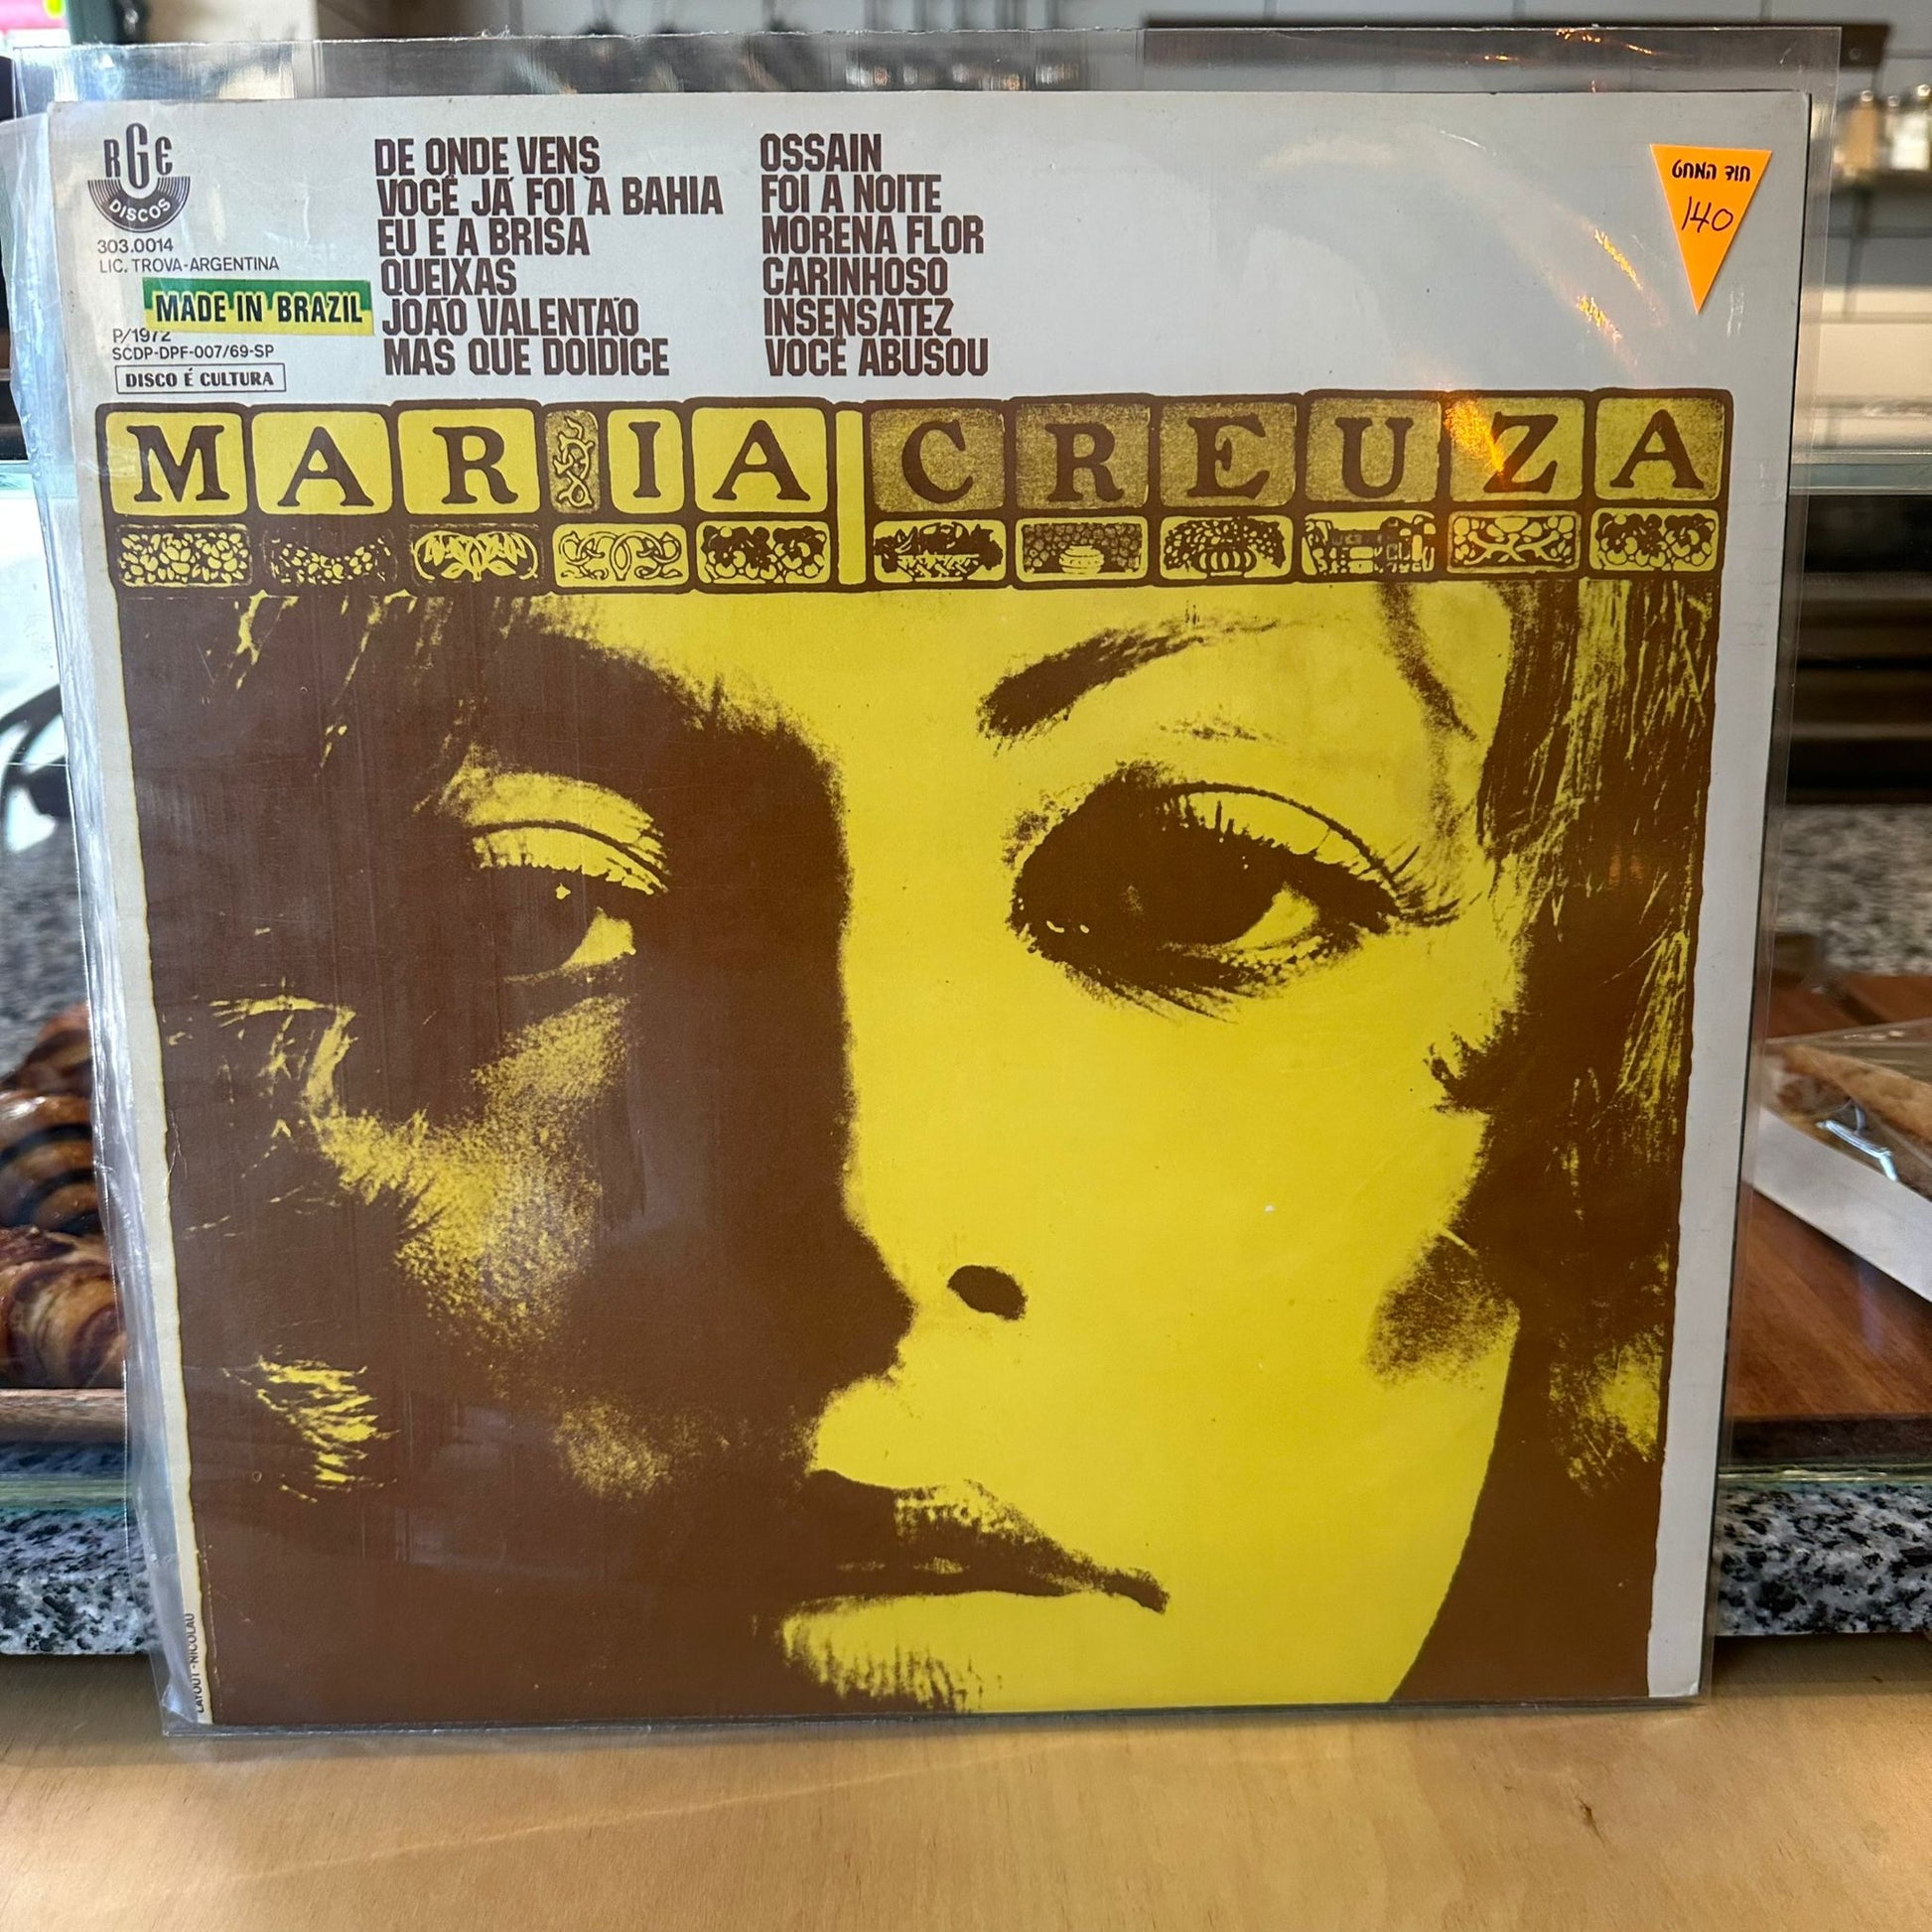 RGE
DISCOS
303.0014
LIC. TROVA-ARGENTINA
MADE IN BRAZIL
P/1972
SCDP-DPF-007/69-SP
DISCO É CULTURA
DE ONDE VENS
VOCÊ JÁ FOI À BAHIA
EU E A BRISA
QUEIXAS
JOÃO VALENTÃO
MAS QUE DOIDICE
OSSAIN
FOI A NOITE
MORENA FLOR
CARINHOSO
INSENSATEZ
VOCÊ ABUSOU
חוד המחט
140
MARIA CREUZA
LAYOUT-NICOLAU